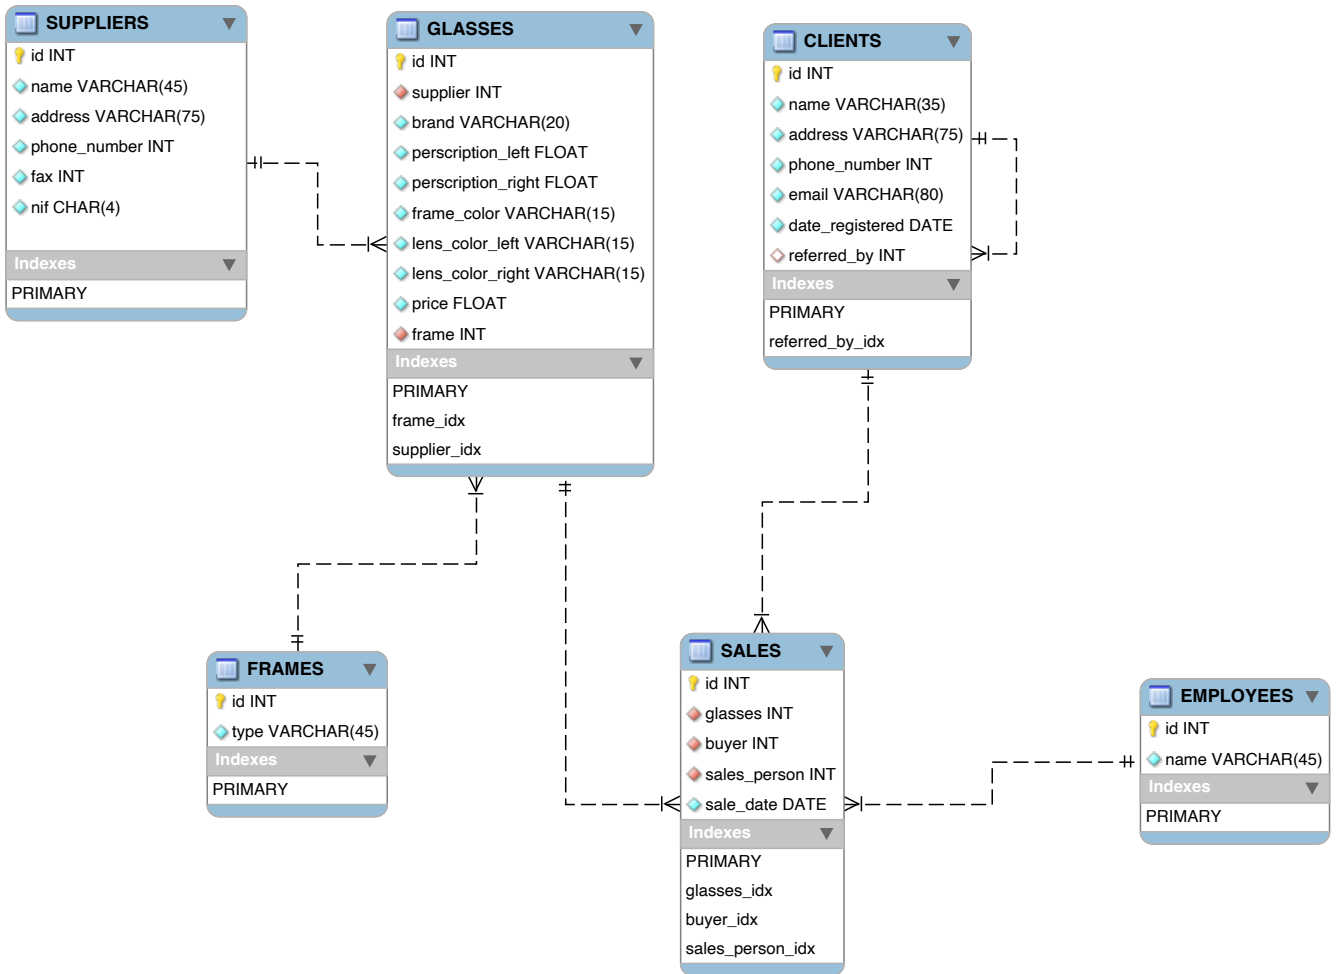 SUPPLIERS
id INT
name VARCHAR(45)
address VARCHAR(75)
phone_number INT
fax INT
nif CHAR(4)
Indexes
PRIMARY
GLASSES
id INT
supplier INT
brand VARCHAR(20)
perscription_left FLOAT
perscription_right FLOAT
frame_color VARCHAR(15)
lens_color_left VARCHAR(15)
lens_color_right VARCHAR(15)
price FLOAT
frame INT
Indexes
PRIMARY
frame_idx
supplier_idx
CLIENTS
id INT
name VARCHAR(35)
address VARCHAR(75)
phone_number INT
email VARCHAR(80)
date_registered DATE
referred_by INT
Indexes
PRIMARY
referred_by_idx
FRAMES
id INT
type VARCHAR(45)
Indexes
PRIMARY
SALES
id INT
glasses INT
buyer INT
sales_person INT
sale_date DATE
Indexes
PRIMARY
glasses_idx
buyer_idx
sales_person_idx
EMPLOYEES
id INT
name VARCHAR(45)
Indexes
PRIMARY